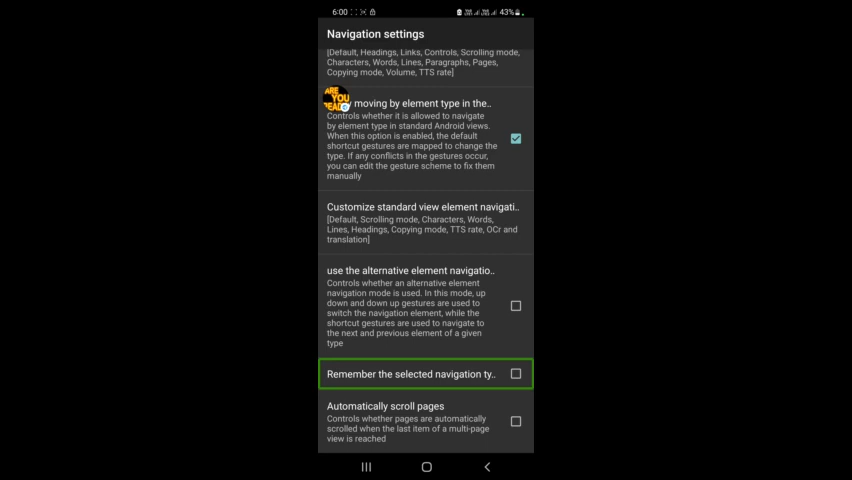 6:00
43%
Navigation settings
[Default, Headings, Links, Controls, Scrolling mode,
Characters, Words, Lines, Paragraphs, Pages,
Copying mode, Volume, TTS rate]
ARE
YOU
moving by element type in the..
Controls whether it is allowed to navigate
by element type in standard Android views.
When this option is enabled, the default
shortcut gestures are mapped to change the
type. If any conflicts in the gestures occur,
you can edit the gesture scheme to fix them
manually
Customize standard view element navigati..
[Default, Scrolling mode, Characters, Words,
Lines, Headings, Copying mode, TTS rate, OCr and
translation]
use the alternative element navigatio..
Controls whether an alternative element
navigation mode is used. In this mode, up
down and down up gestures are used to
switch the navigation element, while the
shortcut gestures are used to navigate to
the next and previous element of a given
type
Remember the selected navigation ty..
Automatically scroll pages
Controls whether pages are automatically
scrolled when the last item of a multi-page
view is reached